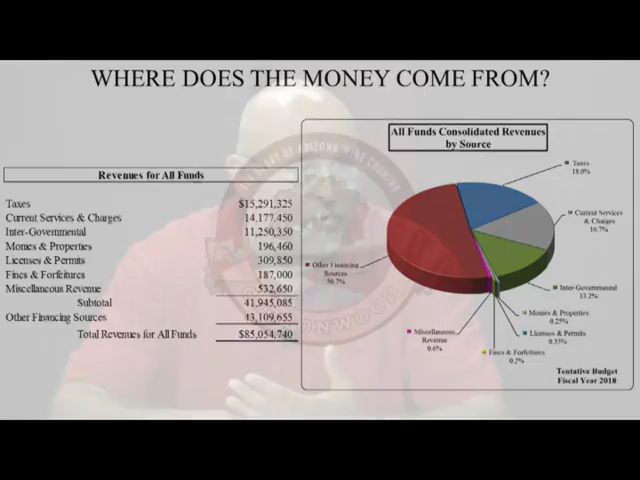 WHERE DOES THE MONEY COME FROM?
Revenues for All Funds
Taxes $15,291,325
Current Services & Charges 14,177,450
Inter-Governmental 11,250,350
Monies & Properties 196,460
Licenses & Permits 309,850
Fines & Forfeitures 187,000
Miscellaneous Revenue 532,650
Subtotal 41,945,085
Other Financing Sources 43,109,655
Total Revenues for All Funds $85,054,740
All Funds Consolidated Revenues
by Source
Taxes
18.0%
Current Services
& Charges
16.7%
Inter-Governmental
13.2%
Monies & Properties
0.25%
Licenses & Permits
0.35%
Fines & Forfeitures
0.2%
Miscellaneous
Revenue
0.6%
Other Financing
Sources
50.7%
Tentative Budget
Fiscal Year 2018